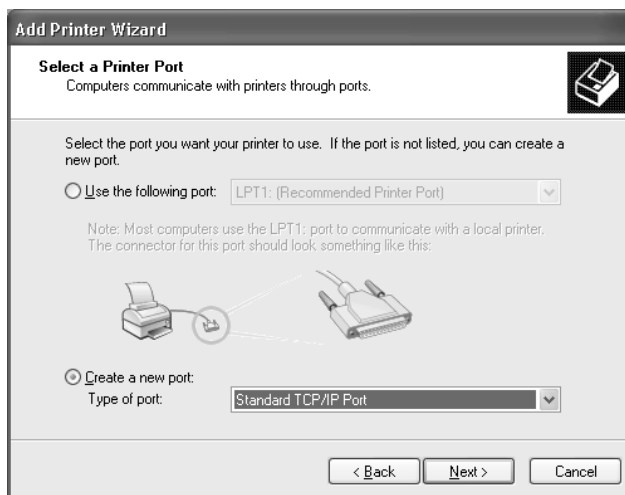 Add Printer Wizard
Select a Printer Port
Computers communicate with printers through ports.
Select the port you want your printer to use. If the port is not listed, you can create a
new port.
Use the following port: LPT1: (Recommended Printer Port)
Note: Most computers use the LPT1: port to communicate with a local printer.
The connector for this port should look something like this:
Create a new port:
Type of port: Standard TCP/IP Port
< Back Next > Cancel